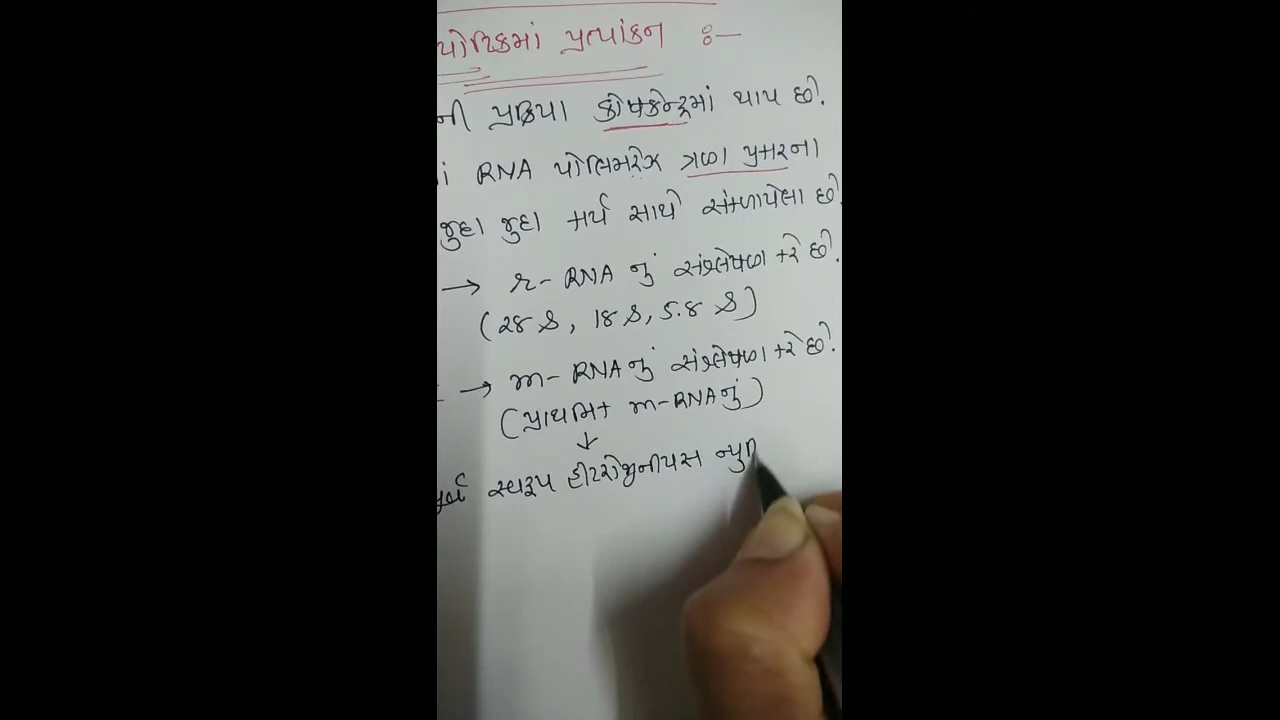 પ્રત્યાંકન :-
ની પ્રક્રિયા કોષકેન્દ્રમાં થાય છે.
માં RNA પોલિમરેઝ ત્રણ પ્રકારના
જુદા જુદા કાર્ય સાથે સંકળાયેલા છે.
→ r- RNA નું સંશ્લેષણ કરે છે.
(28 S, 18 S, 5.8 S)
→ m- RNA નું સંશ્લેષણ કરે છે.
(પ્રાથમિક m-RNA નું)
↓
પૂર્વ સ્વરૂપ હીટરોજીનીયસ ન્યુ